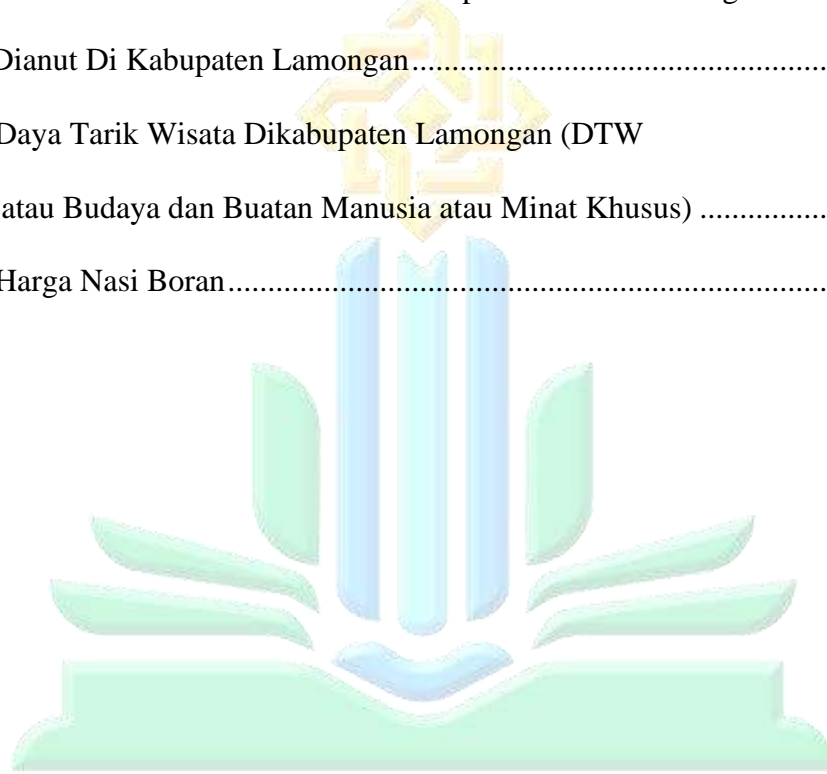 Dianut Di Kabupaten Lamongan....................................................
Daya Tarik Wisata Dikabupaten Lamongan (DTW
atau Budaya dan Buatan Manusia atau Minat Khusus) ................
Harga Nasi Boran...........................................................................